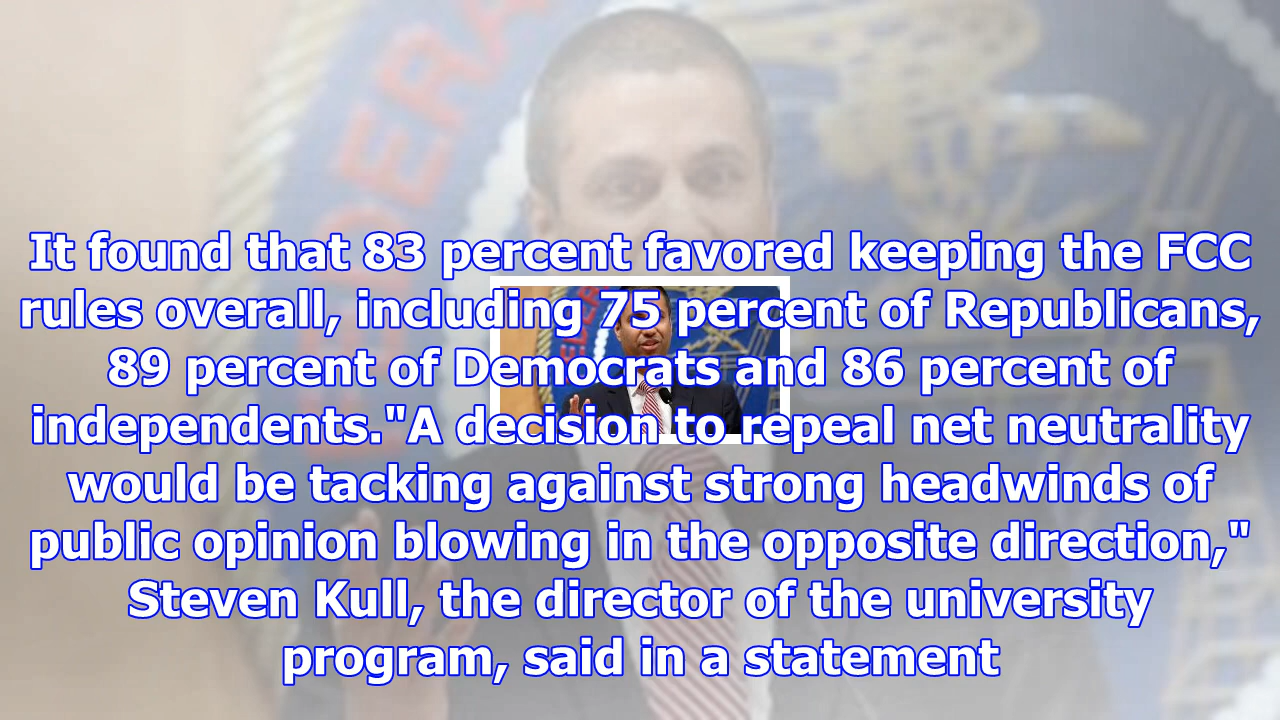 It found that 83 percent favored keeping the FCC
rules overall, including 75 percent of Republicans,
89 percent of Democrats and 86 percent of
independents."A decision to repeal net neutrality
would be tacking against strong headwinds of
public opinion blowing in the opposite direction,"
Steven Kull, the director of the university
program, said in a statement